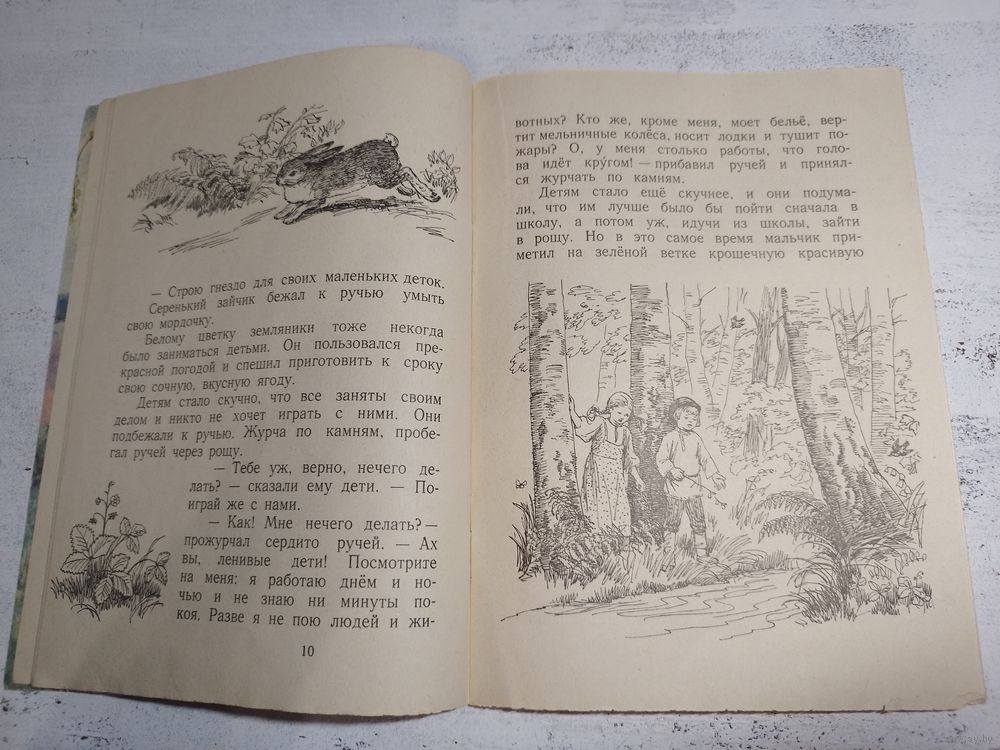 — Строю гнездо для своих маленьких деток.
Серенький зайчик бежал к ручью умыть
свою мордочку.
Белому цветку земляники тоже некогда
было заниматься детьми. Он пользовался пре-
красной погодой и спешил приготовить к сроку
свою сочную, вкусную ягоду.
Детям стало скучно, что все заняты своим
делом и никто не хочет играть с ними. Они
подбежали к ручью. Журча по камням, пробе-
гал ручей через рощу.
— Тебе уж, верно, нечего де-
лать? — сказали ему дети. — По-
играй же с нами.
— Как! Мне нечего делать? —
прожурчал сердито ручей. — Ах
вы, ленивые дети! Посмотрите
на меня: я работаю днём и но-
чью и не знаю ни минуты по-
коя. Разве я не пою людей и жи-
10
вотных? Кто же, кроме меня, моет бельё, вер-
тит мельничные колёса, носит лодки и тушит по-
жары? О, у меня столько работы, что голо-
ва идёт кру́гом! — прибавил ручей и принял-
ся журчать по камням.
Детям стало ещё скучнее, и они подума-
ли, что им лучше было бы пойти сначала в
школу, а потом уж, идучи из школы, зайти
в рощу. Но в это самое время мальчик при-
метил на зелёной ветке крошечную красивую